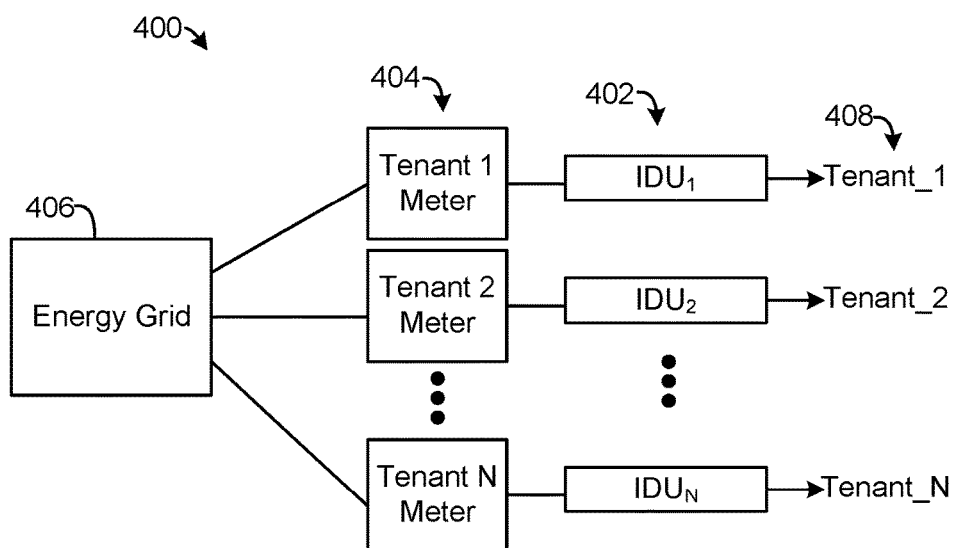 400
404
402
408
406
Tenant 1
Meter
IDU₁
Tenant_1
Energy Grid
Tenant 2
Meter
IDU₂
Tenant_2
Tenant N
Meter
IDU_N
Tenant_N